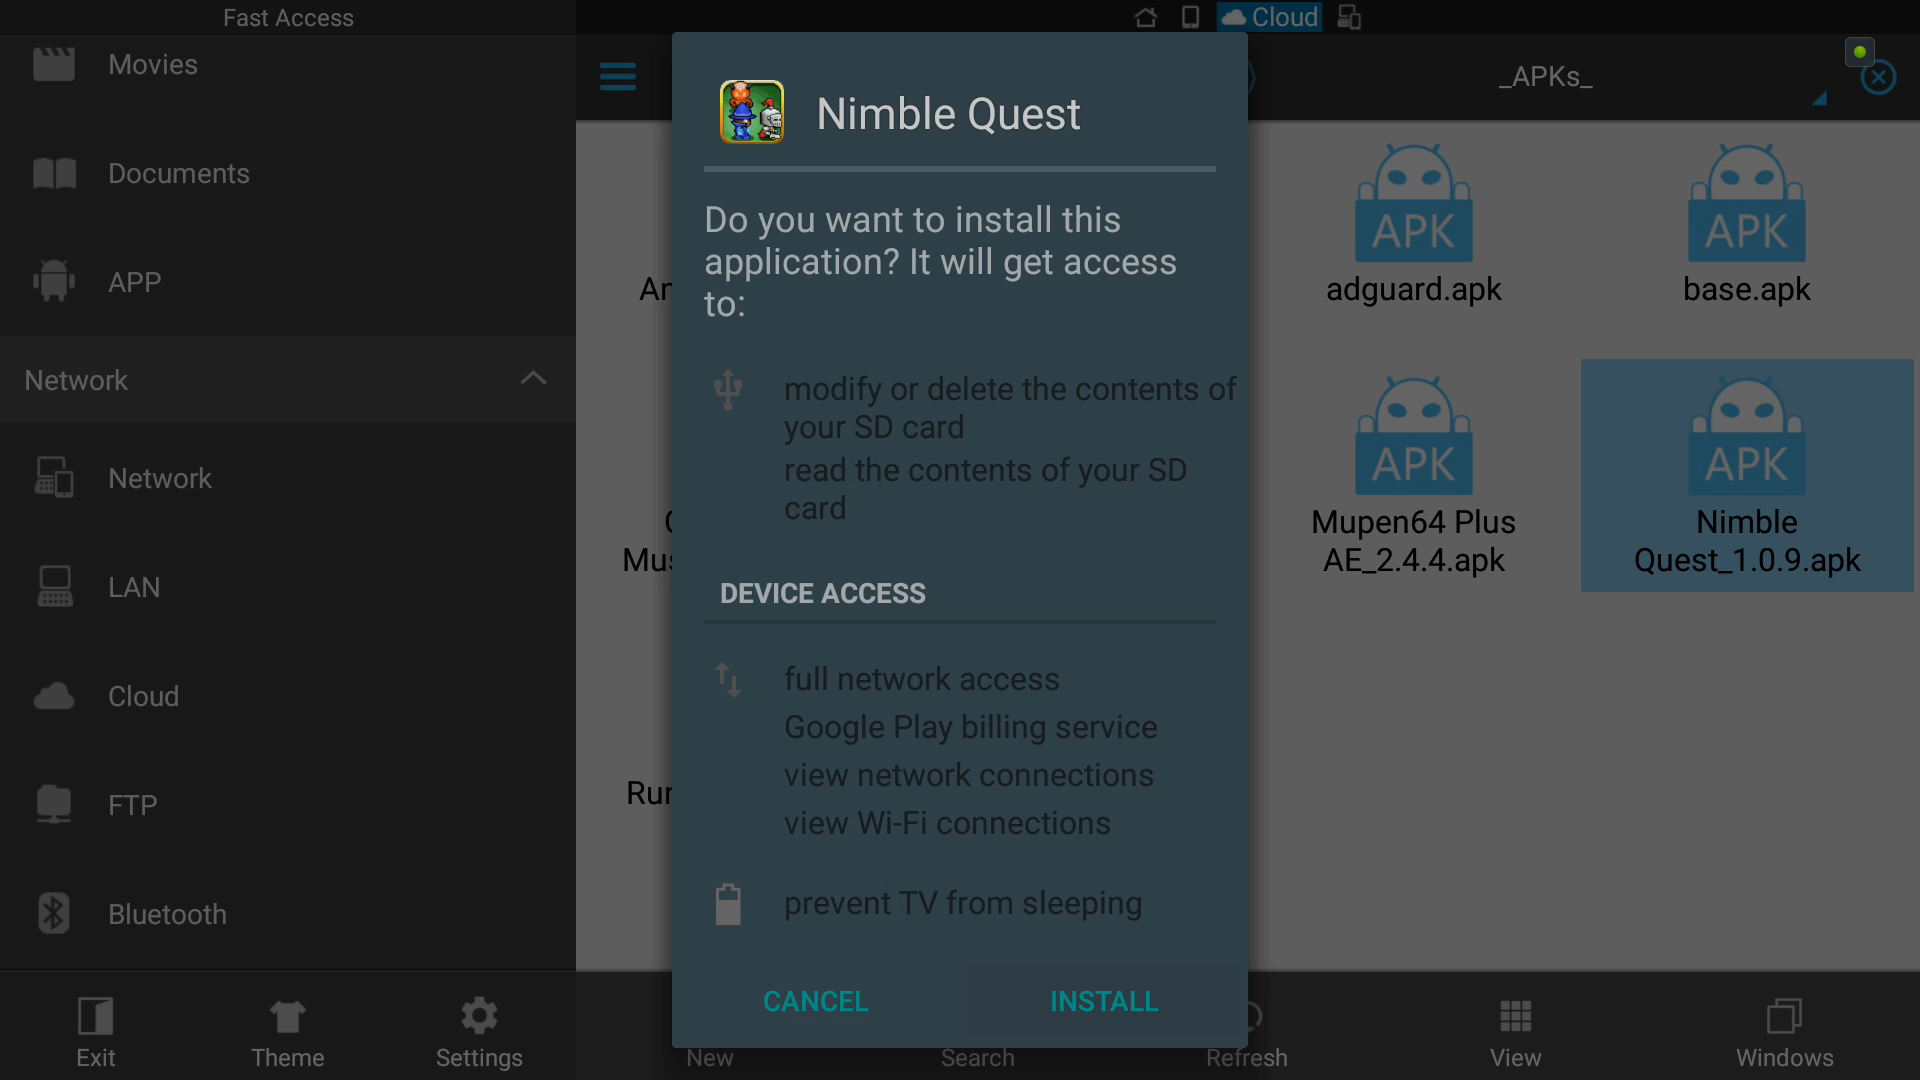 Fast Access
Cloud
Movies
Documents
APP
Network
Network
LAN
Cloud
FTP
Bluetooth
Exit
Theme
Settings
_APKs_
Nimble Quest
Do you want to install this
application? It will get access
to:
modify or delete the contents of
your SD card
read the contents of your SD
card
DEVICE ACCESS
full network access
Google Play billing service
view network connections
view Wi-Fi connections
prevent TV from sleeping
CANCEL
INSTALL
APK
adguard.apk
APK
base.apk
APK
Mupen64 Plus
AE_2.4.4.apk
APK
Nimble
Quest_1.0.9.apk
New
Search
Refresh
View
Windows